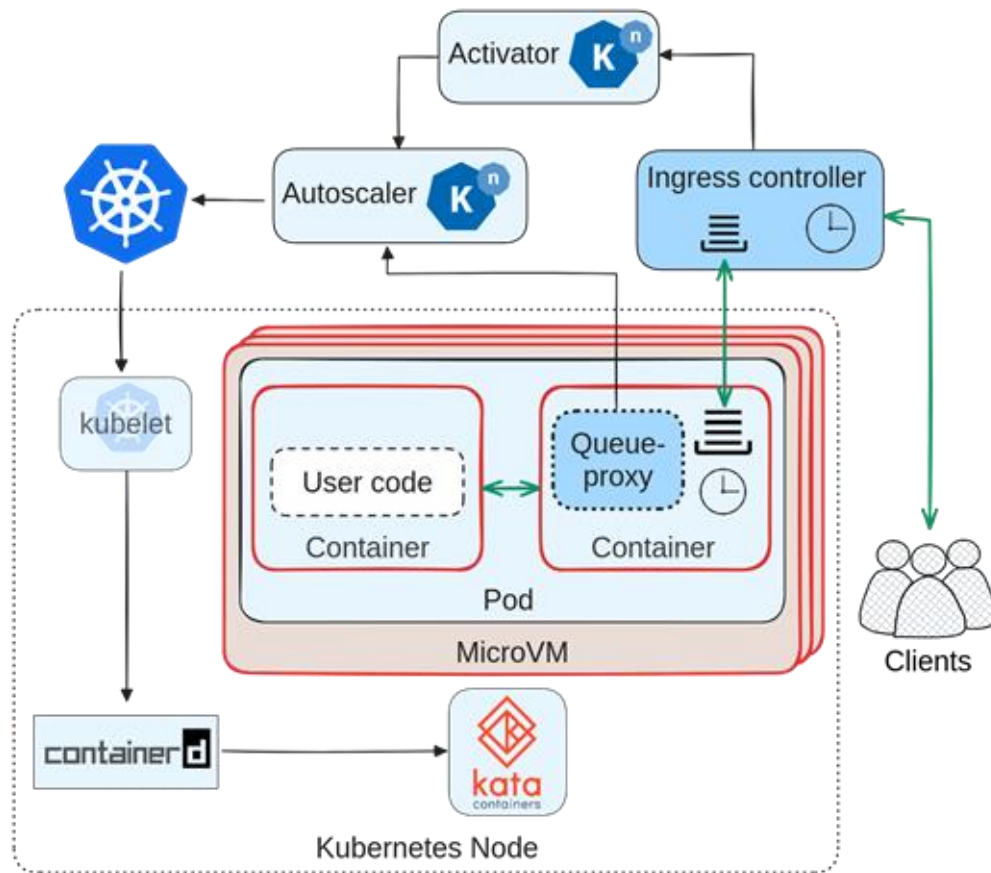 Activator
K
n
Autoscaler
K
n
Ingress controller
kubelet
User code
Container
Queue-
proxy
Container
Pod
MicroVM
Clients
containerd
kata
containers
Kubernetes Node